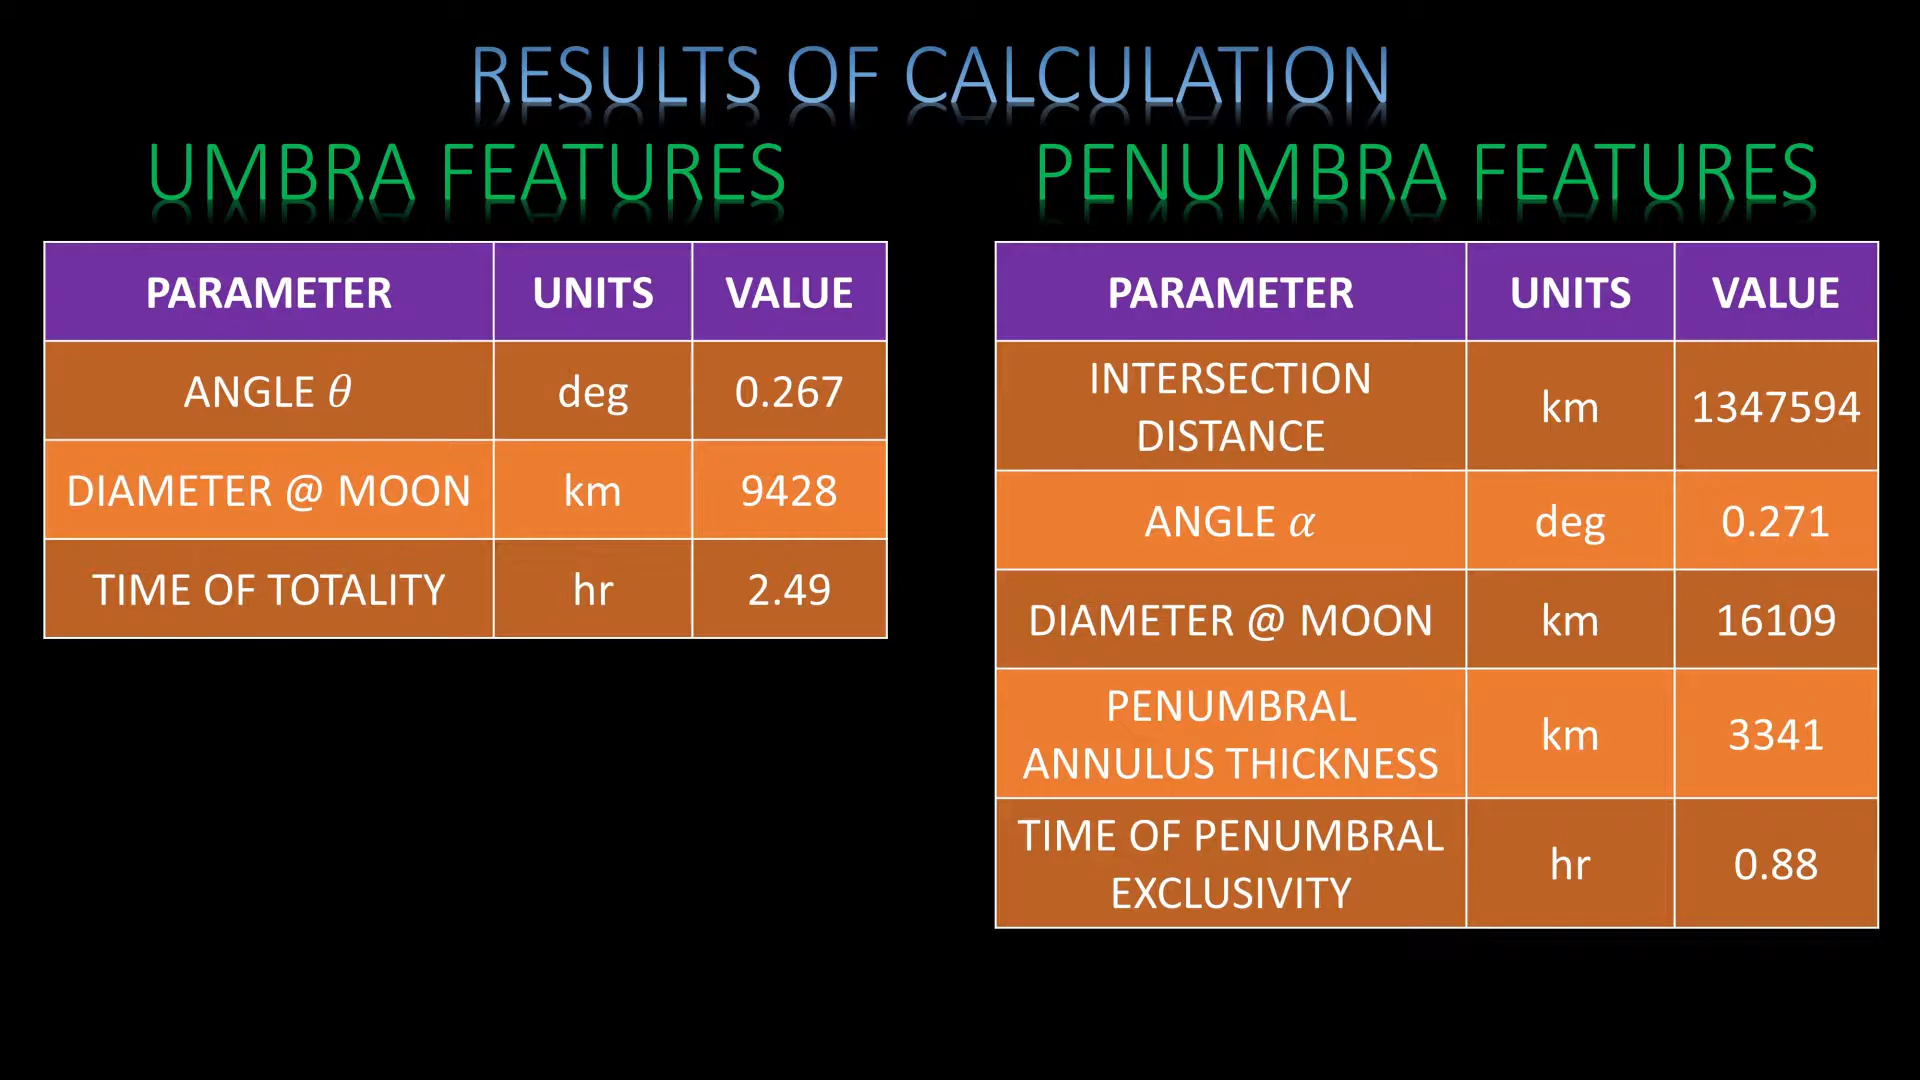 RESULTS OF CALCULATION
UMBRA FEATURES
PARAMETER UNITS VALUE
ANGLE θ deg 0.267
DIAMETER @ MOON km 9428
TIME OF TOTALITY hr 2.49
PENUMBRA FEATURES
PARAMETER UNITS VALUE
INTERSECTION
DISTANCE km 1347594
ANGLE α deg 0.271
DIAMETER @ MOON km 16109
PENUMBRAL
ANNULUS THICKNESS km 3341
TIME OF PENUMBRAL
EXCLUSIVITY hr 0.88